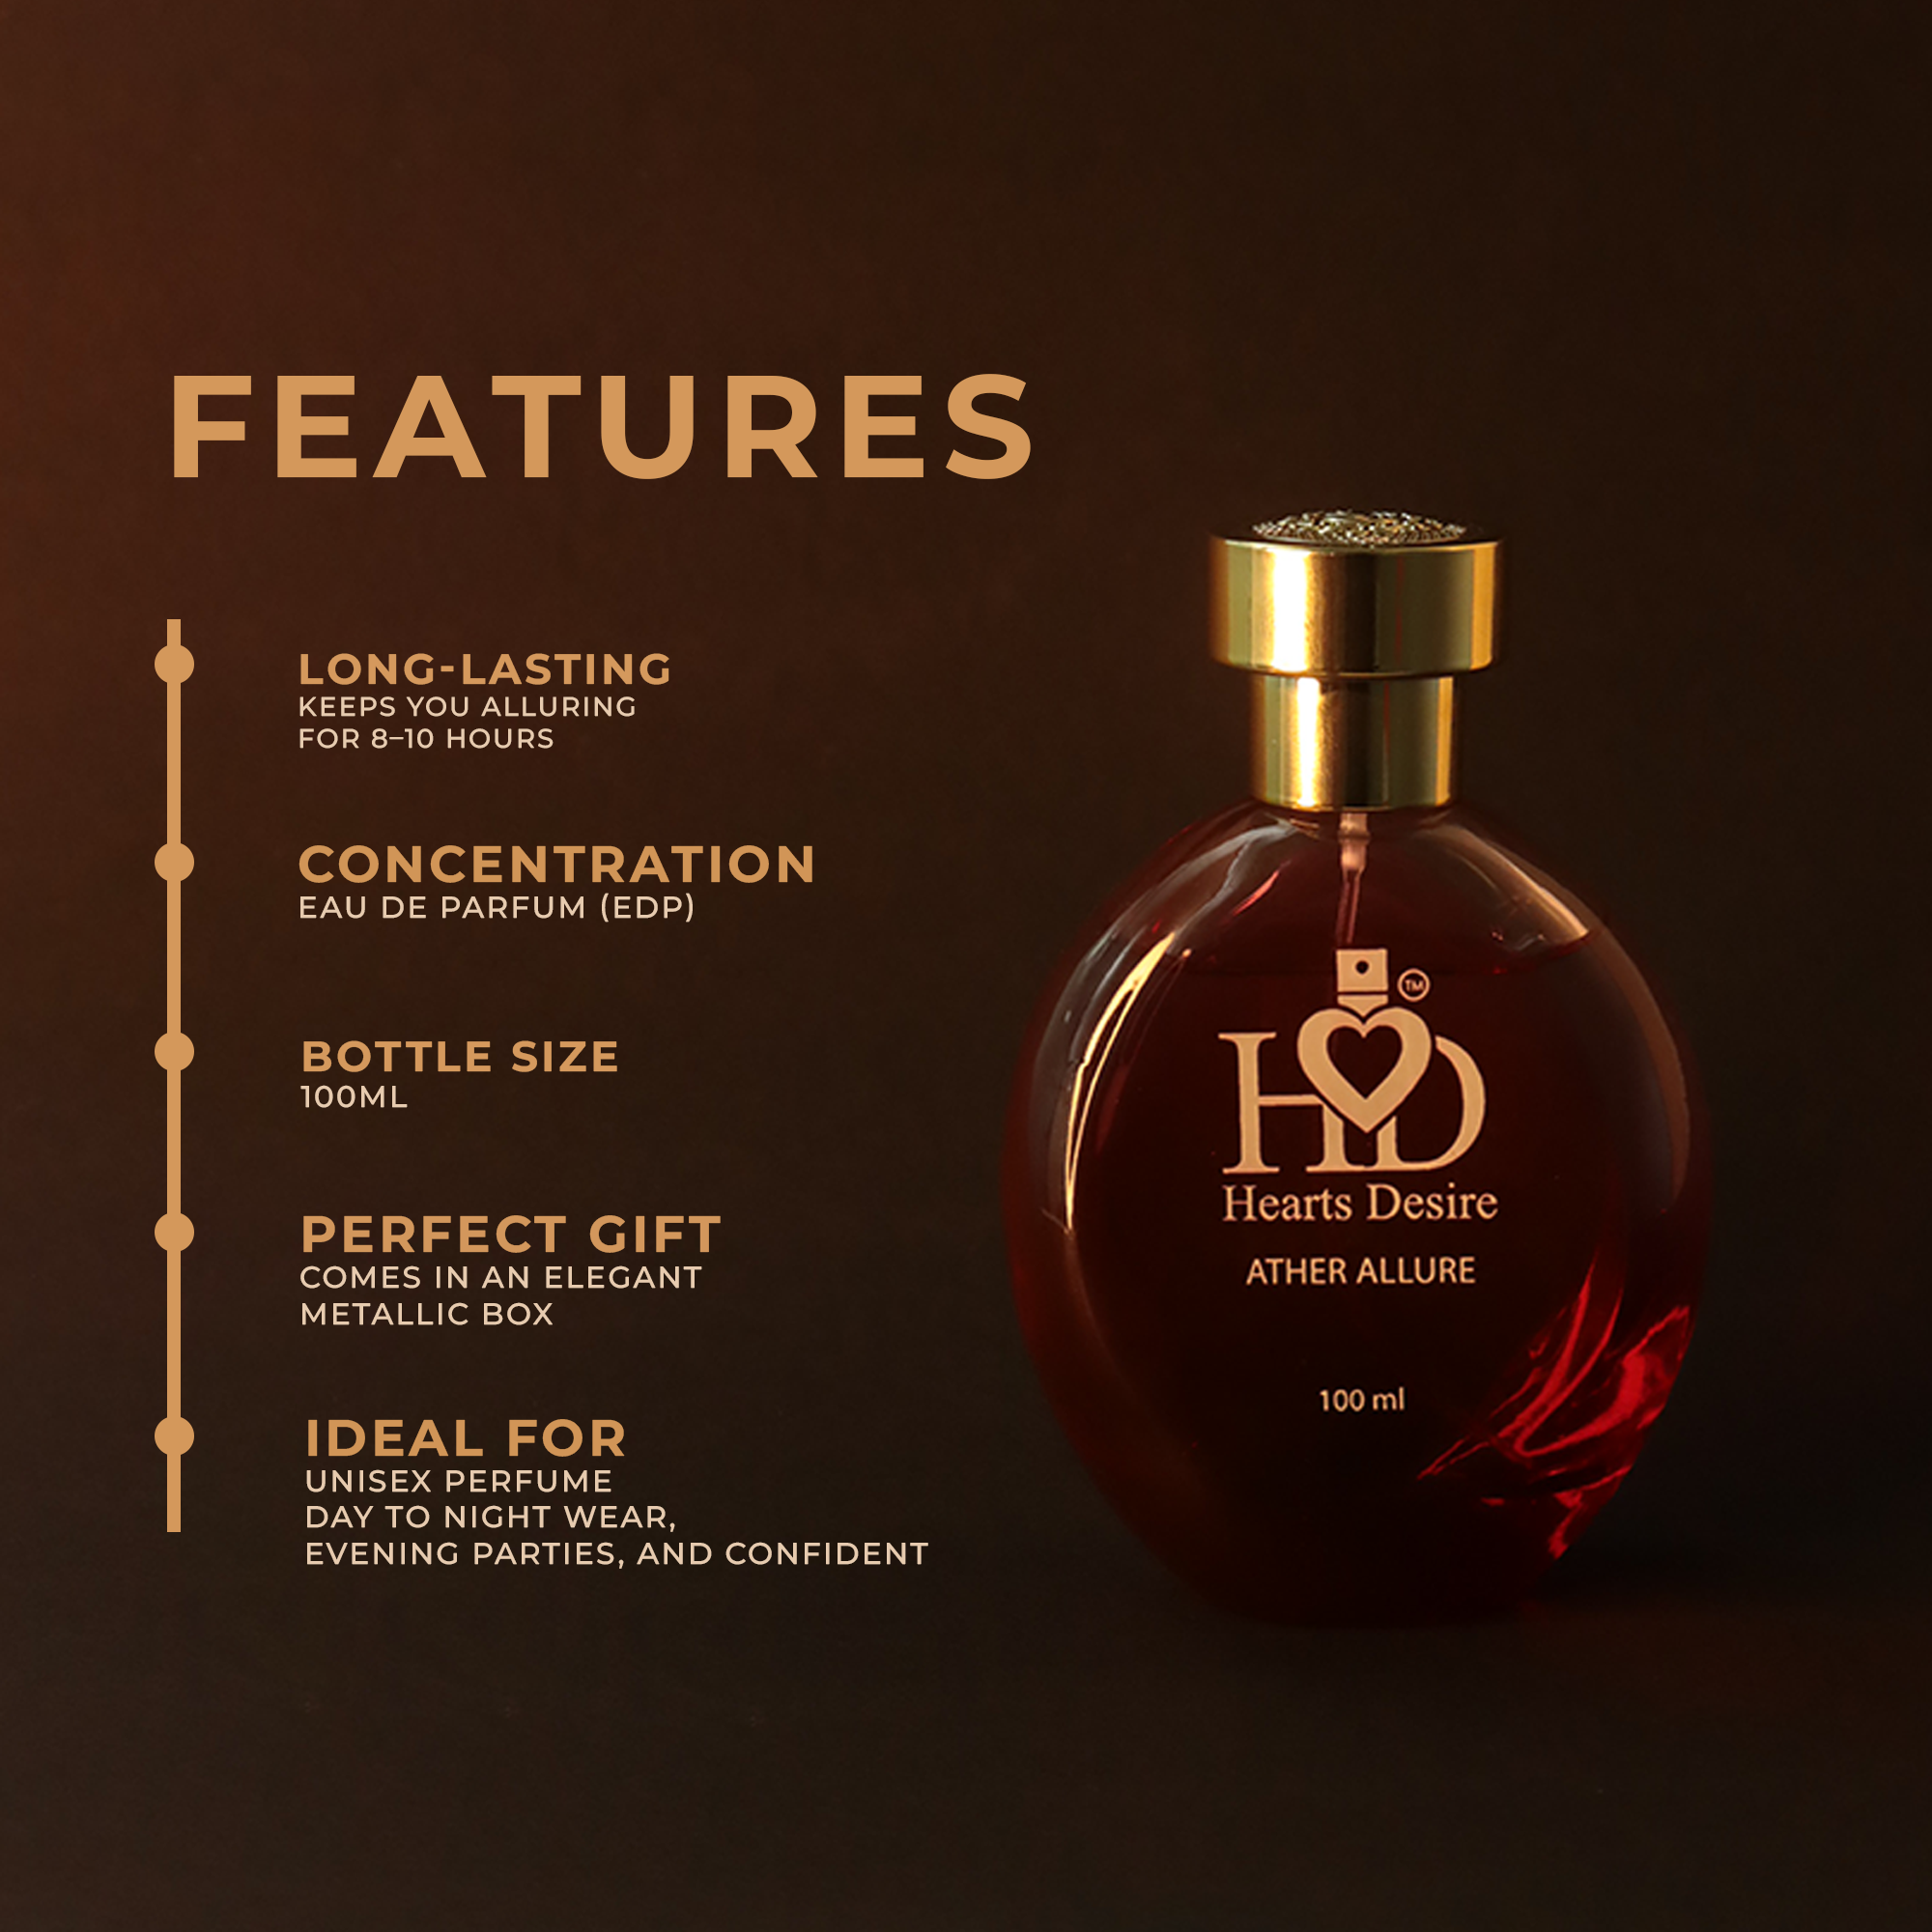 FEATURES
LONG-LASTING
KEEPS YOU ALLURING
FOR 8–10 HOURS
CONCENTRATION
EAU DE PARFUM (EDP)
BOTTLE SIZE
100ML
PERFECT GIFT
COMES IN AN ELEGANT
METALLIC BOX
IDEAL FOR
UNISEX PERFUME
DAY TO NIGHT WEAR,
EVENING PARTIES, AND CONFIDENT
TM
HD
Hearts Desire
ATHER ALLURE
100 ml